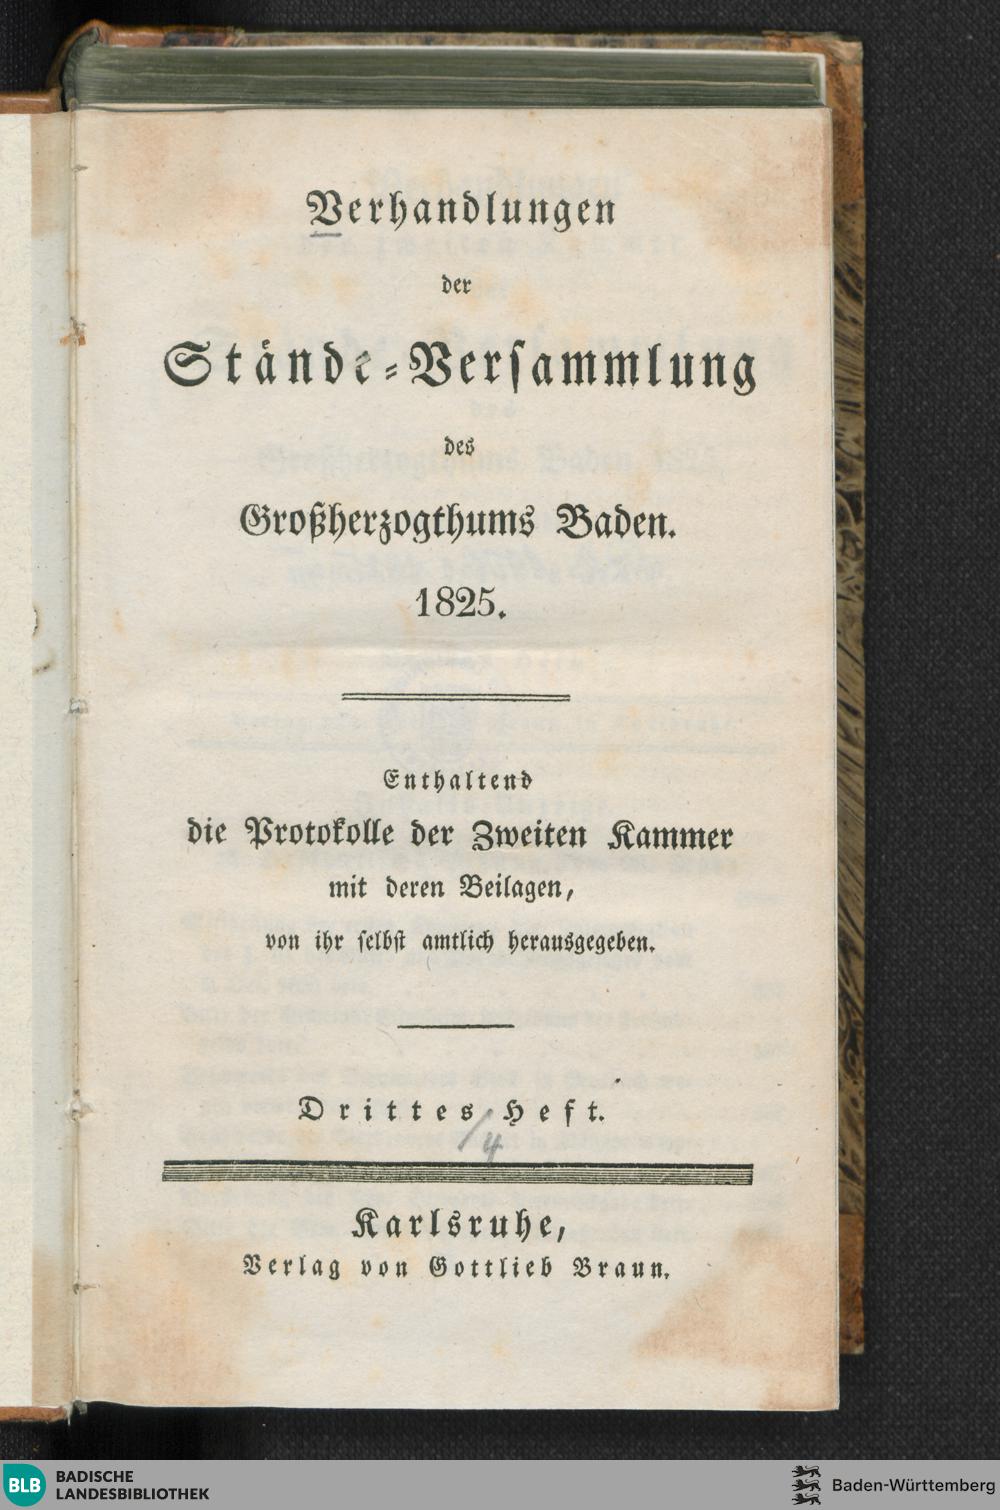 Verhandlungen
der
Stände-Versammlung
des
Großherzogthums Baden.
1825.
Enthaltend
die Protokolle der Zweiten Kammer
mit deren Beilagen,
von ihr selbst amtlich herausgegeben.
Drittes Heft.
/4
Karlsruhe,
Verlag von Gottlieb Braun.
BLB BADISCHE
LANDESBIBLIOTHEK
Baden-Württemberg